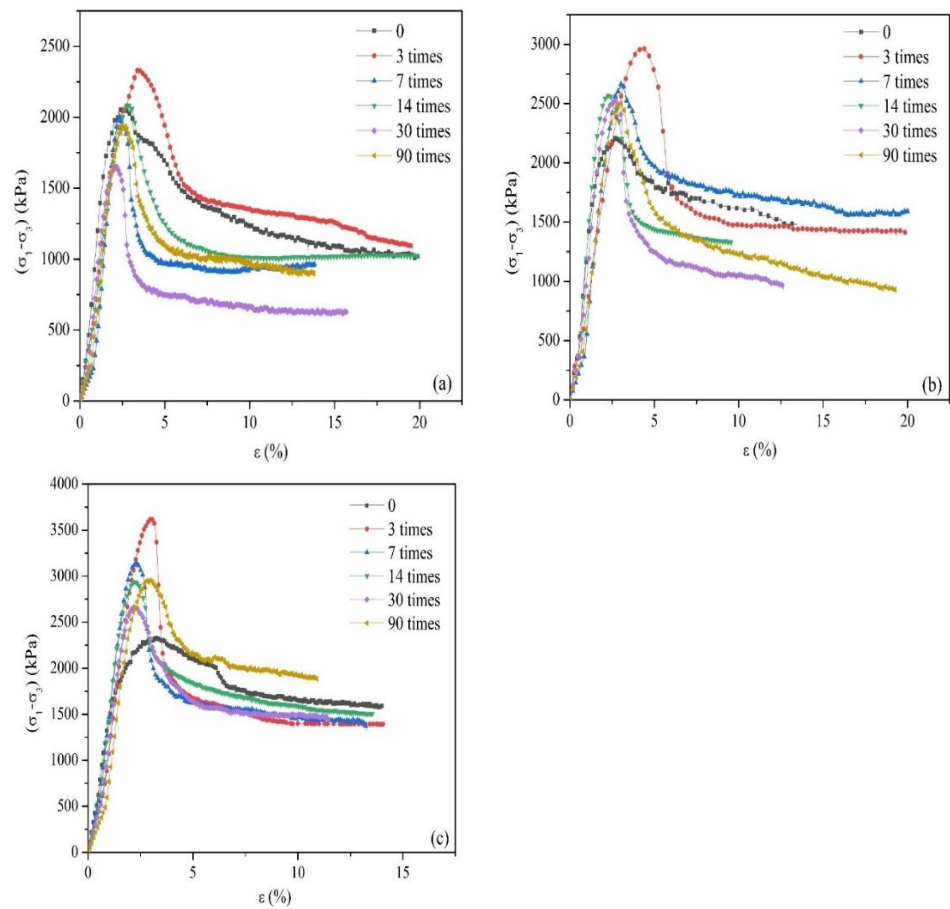 2500
2000
1500
1000
500
0
0
5
10
15
20
(σ₁-σ₃) (kPa)
ε (%)
0
3 times
7 times
14 times
30 times
90 times
(a)
3000
2500
2000
1500
1000
500
0
0
5
10
15
20
(σ₁-σ₃) (kPa)
ε (%)
0
3 times
7 times
14 times
30 times
90 times
(b)
4000
3500
3000
2500
2000
1500
1000
500
0
0
5
10
15
(σ₁-σ₃) (kPa)
ε (%)
0
3 times
7 times
14 times
30 times
90 times
(c)